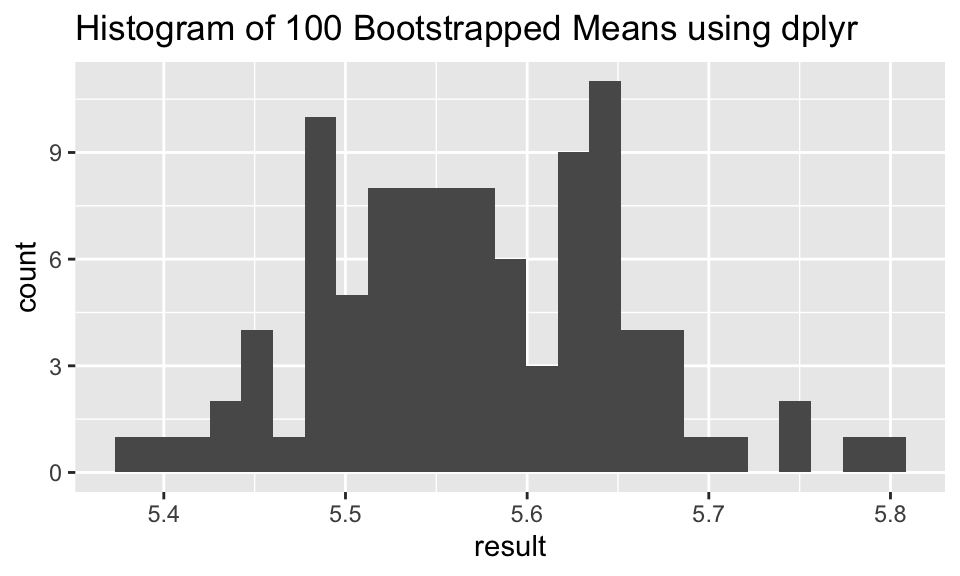 Histogram of 100 Bootstrapped Means using dplyr
count
9
6
3
0
5.4 5.5 5.6 5.7 5.8
result